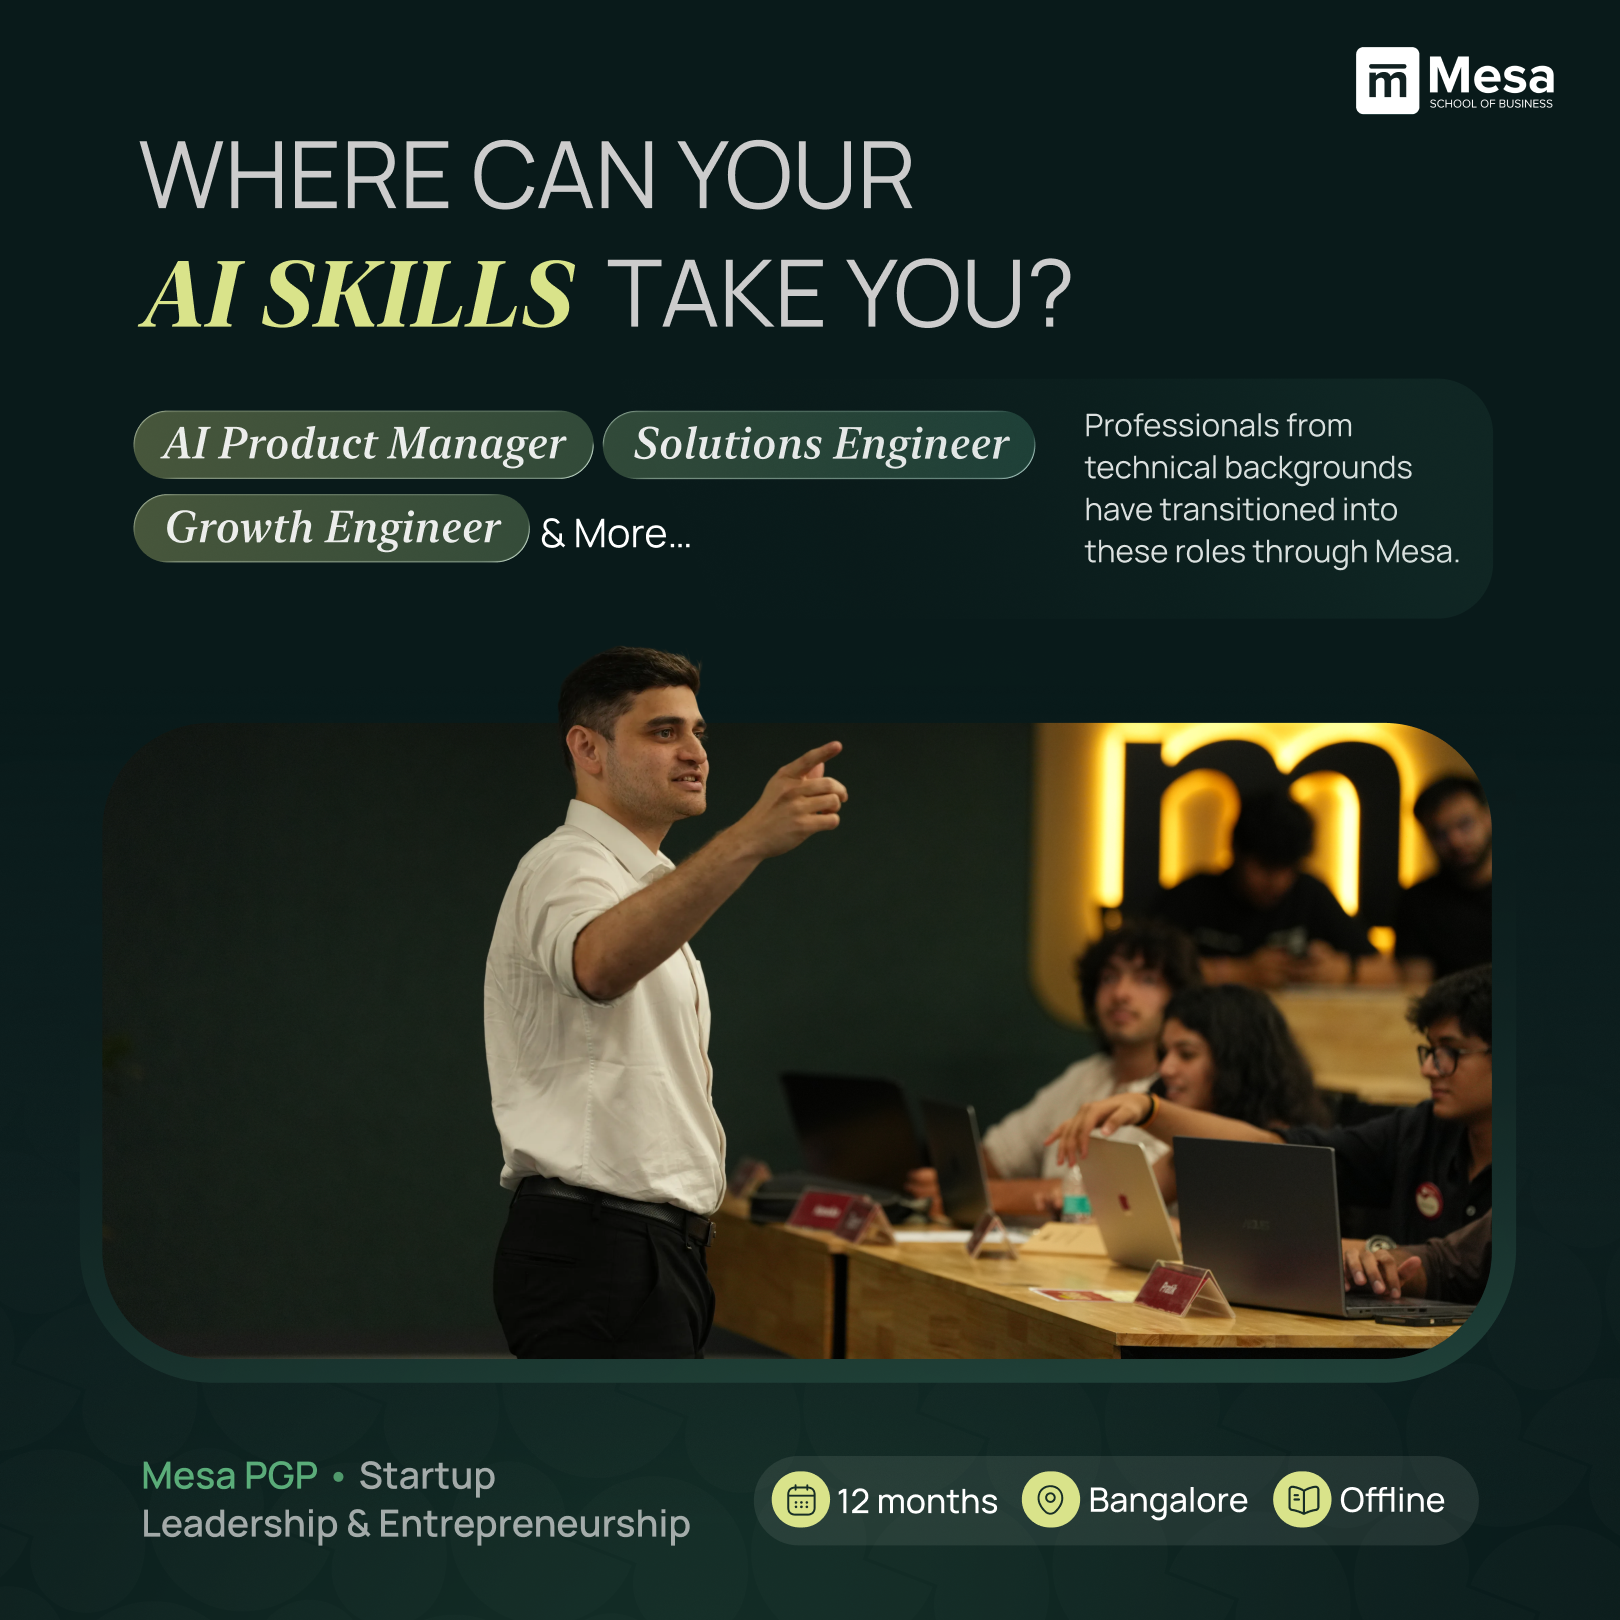 m Mesa
SCHOOL OF BUSINESS
WHERE CAN YOUR
AI SKILLS TAKE YOU?
AI Product Manager Solutions Engineer
Growth Engineer & More...
Professionals from
technical backgrounds
have transitioned into
these roles through Mesa.
m
Pratik
Mesa PGP • Startup
Leadership & Entrepreneurship
12 months Bangalore Offline